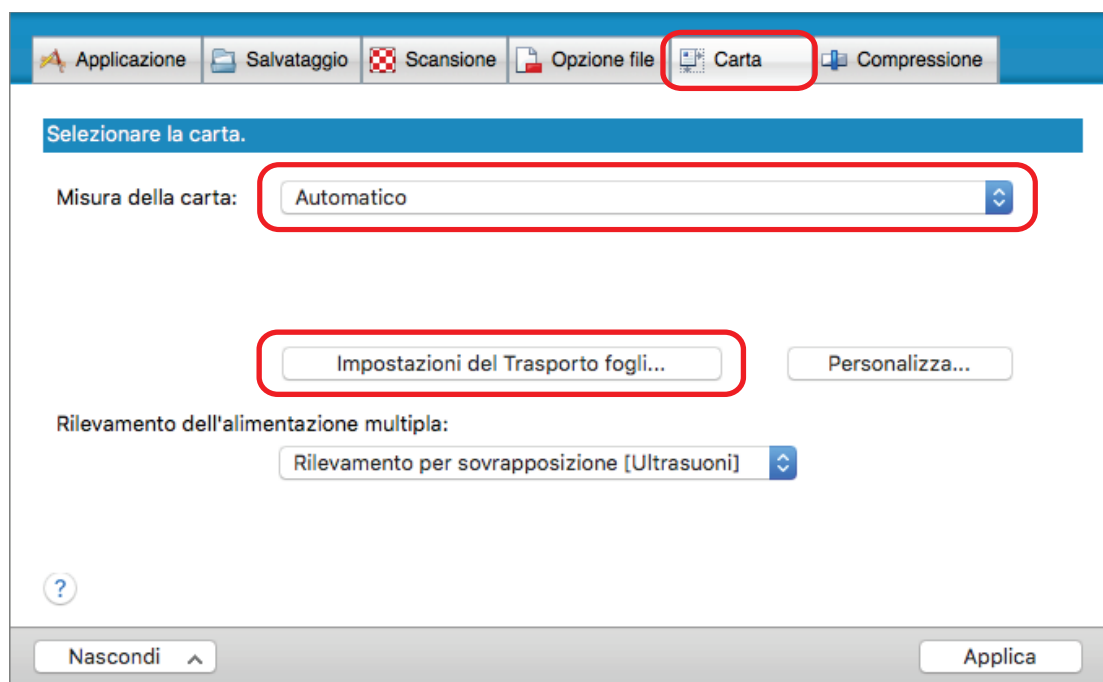 Applicazione Salvataggio Scansione Opzione file Carta Compressione
Selezionare la carta.
Misura della carta: Automatico
Impostazioni del Trasporto fogli... Personalizza...
Rilevamento dell'alimentazione multipla:
Rilevamento per sovrapposizione [Ultrasuoni]
?
Nascondi Applica